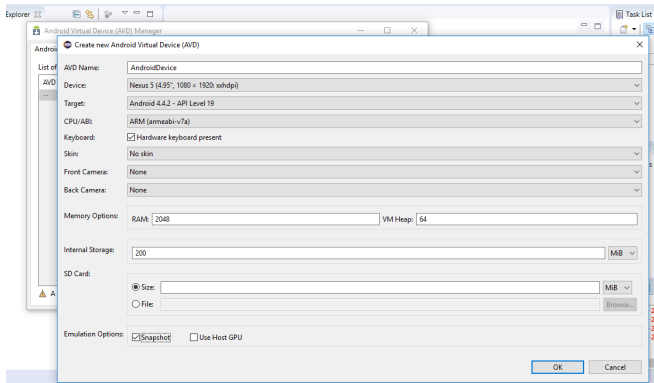 Explorer
Task List
Android Virtual Device (AVD) Manager
Create new Android Virtual Device (AVD)
Androi
List of
AVD
--
AVD Name: AndroidDevice
Device: Nexus 5 (4.95", 1080 × 1920: xxhdpi)
Target: Android 4.4.2 - API Level 19
CPU/ABI: ARM (armeabi-v7a)
Keyboard: Hardware keyboard present
Skin: No skin
Front Camera: None
Back Camera: None
Memory Options: RAM: 2048 VM Heap: 64
Internal Storage: 200 MiB
SD Card:
Size: MiB
File: Browse...
A
Emulation Options: Snapshot Use Host GPU
OK Cancel